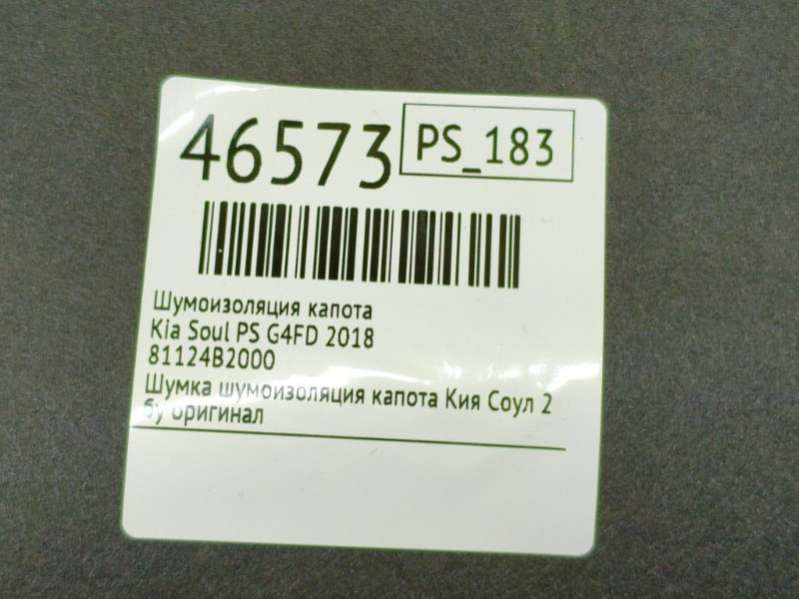 46573 PS_183
Шумоизоляция капота
Kia Soul PS G4FD 2018
81124B2000
Шумка шумоизоляция капота Кия Соул 2
бу оригинал